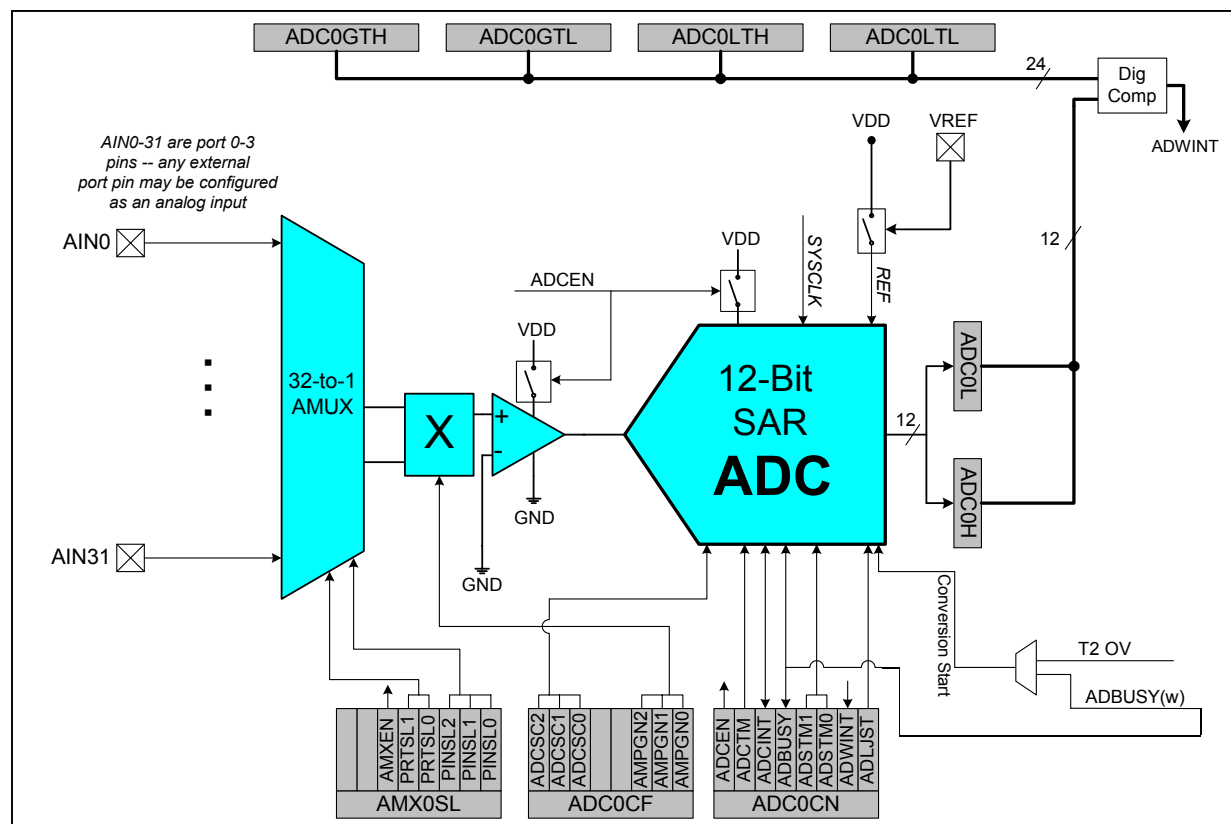 ADC0GTH
ADC0GTL
ADC0LTH
ADC0LTL
24
Dig
Comp
ADWINT
AIN0-31 are port 0-3
pins -- any external
port pin may be configured
as an analog input
VDD
VREF
12
AIN0
VDD
SYSCLK
REF
ADCEN
VDD
32-to-1
AMUX
X
+
-
12-Bit
SAR
ADC
12
ADC0L
ADC0H
GND
GND
AIN31
Conversion Start
T2 OV
ADBUSY(w)
AMXEN
PRTSL1
PRTSL0
PINSL2
PINSL1
PINSL0
AMX0SL
ADCSC2
ADCSC1
ADCSC0
AMPGN2
AMPGN1
AMPGN0
ADC0CF
ADCEN
ADCTM
ADCINT
ADBUSY
ADSTM1
ADSTM0
ADWINT
ADLJST
ADC0CN